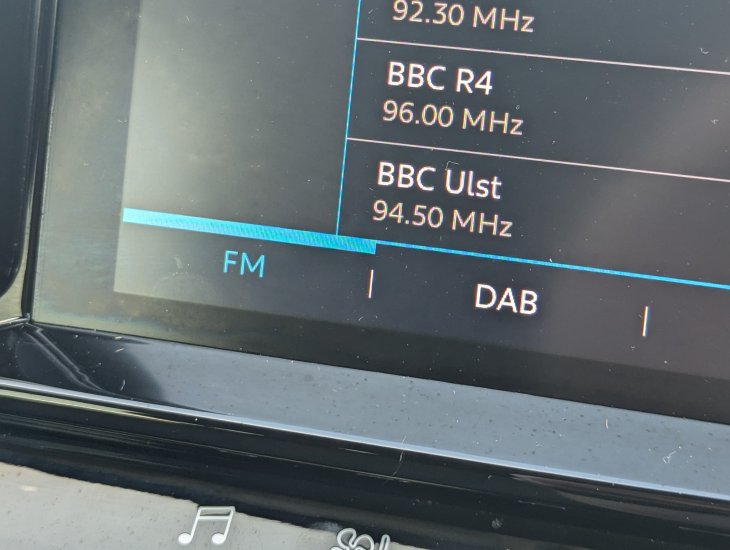 92.30 MHz
BBC R4
96.00 MHz
BBC Ulst
94.50 MHz
FM | DAB |